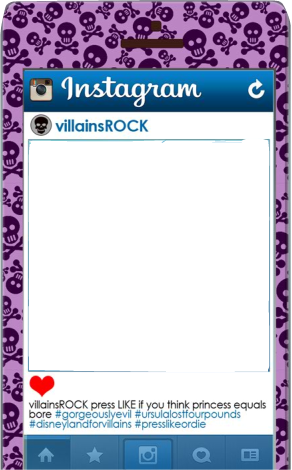 Instagram
villainsROCK
villainsROCK press LIKE if you think princess equals
bore #gorgeouslyevil #ursulalostfourpounds
#disneylandforvillains #presslikeordie